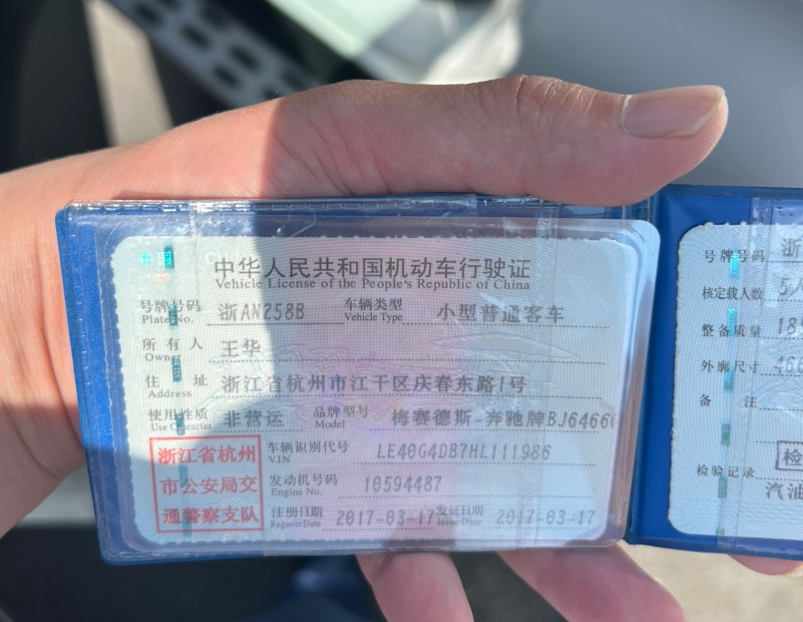 中华人民共和国机动车行驶证
Vehicle License of the People's Republic of China
号牌号码 浙AN258B 车辆类型 小型普通客车
Plate No. Vehicle Type
所有人 王华
Owner
住址 浙江省杭州市江干区庆春东路1号
Address
使用性质 非营运 品牌型号 梅赛德斯-奔驰牌BJ6466
Use Character Model
浙江省杭州
市公安局交
通警察支队
车辆识别代号 LE40G4DB7HL111986
VIN
发动机号码 10594487
Engine No.
注册日期 2017-03-17 发证日期 2017-03-17
Register Date Issue Date
号牌号码 浙
核定载人数 5人
整备质量 18
外廓尺寸 466
备注
检
检验记录
汽油